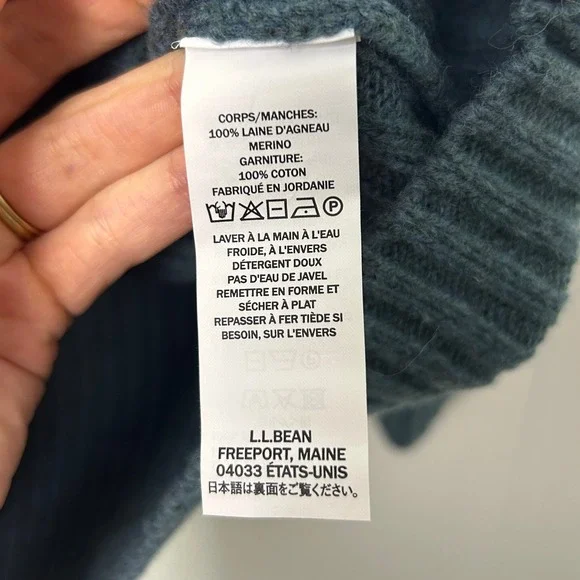 CORPS/MANCHES:
100% LAINE D'AGNEAU
MERINO
GARNITURE:
100% COTON
FABRIQUÉ EN JORDANIE
P
LAVER À LA MAIN À L'EAU
FROIDE, À L'ENVERS
DÉTERGENT DOUX
PAS D'EAU DE JAVEL
REMETTRE EN FORME ET
SÉCHER À PLAT
REPASSER À FER TIÈDE SI
BESOIN, SUR L'ENVERS
L.L.BEAN
FREEPORT, MAINE
04033 ÉTATS-UNIS
日本語は裏面をご覧ください。